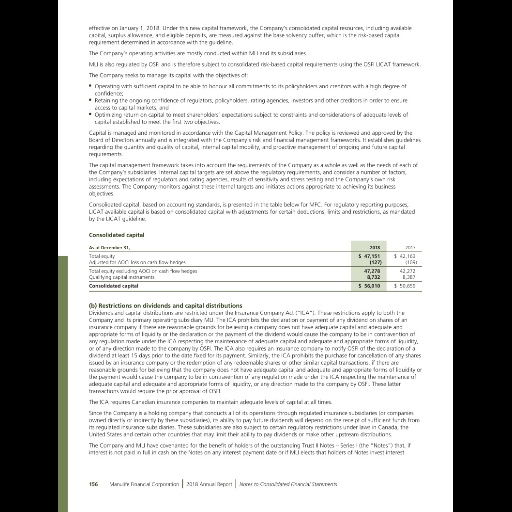 effective on January 1, 2018. Under this new capital framework, the Company's consolidated capital resources, including available
capital, surplus allowance, and eligible deposits, are measured against the base solvency buffer, which is the risk-based capital
requirement determined in accordance with the guideline.
The Company's operating activities are mostly conducted within MLI and its subsidiaries.
MLI is also regulated by OSFI and is therefore subject to consolidated risk-based capital requirements using the OSFI LICAT framework.
The Company seeks to manage its capital with the objectives of:
• Operating with sufficient capital to be able to honour all commitments to its policyholders and creditors with a high degree of
confidence;
• Retaining the ongoing confidence of regulators, policyholders, rating agencies, investors and other creditors in order to ensure
access to capital markets; and
• Optimizing return on capital to meet shareholders' expectations subject to constraints and considerations of adequate levels of
capital established to meet the first two objectives.
Capital is managed and monitored in accordance with the Capital Management Policy. The policy is reviewed and approved by the
Board of Directors annually and is integrated with the Company's risk and financial management frameworks. It establishes guidelines
regarding the quantity and quality of capital, internal capital mobility, and proactive management of ongoing and future capital
requirements.
The capital management framework takes into account the requirements of the Company as a whole as well as the needs of each of
the Company's subsidiaries. Internal capital targets are set above the regulatory requirements, and consider a number of factors,
including expectations of regulators and rating agencies, results of sensitivity and stress testing and the Company's own risk
assessments. The Company monitors against these internal targets and initiates actions appropriate to achieving its business
objectives.
Consolidated capital, based on accounting standards, is presented in the table below for MFC. For regulatory reporting purposes,
LICAT available capital is based on consolidated capital with adjustments for certain deductions, limits and restrictions, as mandated
by the LICAT guideline.
Consolidated capital
As at December 31, 2018 2017
Total equity $ 47,151 $ 42,163
Adjusted for AOCI loss on cash flow hedges (127) (109)
Total equity excluding AOCI on cash flow hedges 47,278 42,272
Qualifying capital instruments 8,732 8,387
Consolidated capital $ 56,010 $ 50,659
(b) Restrictions on dividends and capital distributions
Dividends and capital distributions are restricted under the Insurance Company Act ("ICA"). These restrictions apply to both the
Company and its primary operating subsidiary MLI. The ICA prohibits the declaration or payment of any dividend on shares of an
insurance company if there are reasonable grounds for believing a company does not have adequate capital and adequate and
appropriate forms of liquidity or the declaration or the payment of the dividend would cause the company to be in contravention of
any regulation made under the ICA respecting the maintenance of adequate capital and adequate and appropriate forms of liquidity,
or of any direction made to the company by OSFI. The ICA also requires an insurance company to notify OSFI of the declaration of a
dividend at least 15 days prior to the date fixed for its payment. Similarly, the ICA prohibits the purchase for cancellation of any shares
issued by an insurance company or the redemption of any redeemable shares or other similar capital transactions, if there are
reasonable grounds for believing that the company does not have adequate capital and adequate and appropriate forms of liquidity or
the payment would cause the company to be in contravention of any regulation made under the ICA respecting the maintenance of
adequate capital and adequate and appropriate forms of liquidity, or any direction made to the company by OSFI. These latter
transactions would require the prior approval of OSFI.
The ICA requires Canadian insurance companies to maintain adequate levels of capital at all times.
Since the Company is a holding company that conducts all of its operations through regulated insurance subsidiaries (or companies
owned directly or indirectly by these subsidiaries), its ability to pay future dividends will depend on the receipt of sufficient funds from
its regulated insurance subsidiaries. These subsidiaries are also subject to certain regulatory restrictions under laws in Canada, the
United States and certain other countries that may limit their ability to pay dividends or make other upstream distributions.
The Company and MLI have covenanted for the benefit of holders of the outstanding Trust II Notes – Series I (the "Notes") that, if
interest is not paid in full in cash on the Notes on any interest payment date or if MLI elects that holders of Notes invest interest
156 Manulife Financial Corporation | 2018 Annual Report | Notes to Consolidated Financial Statements